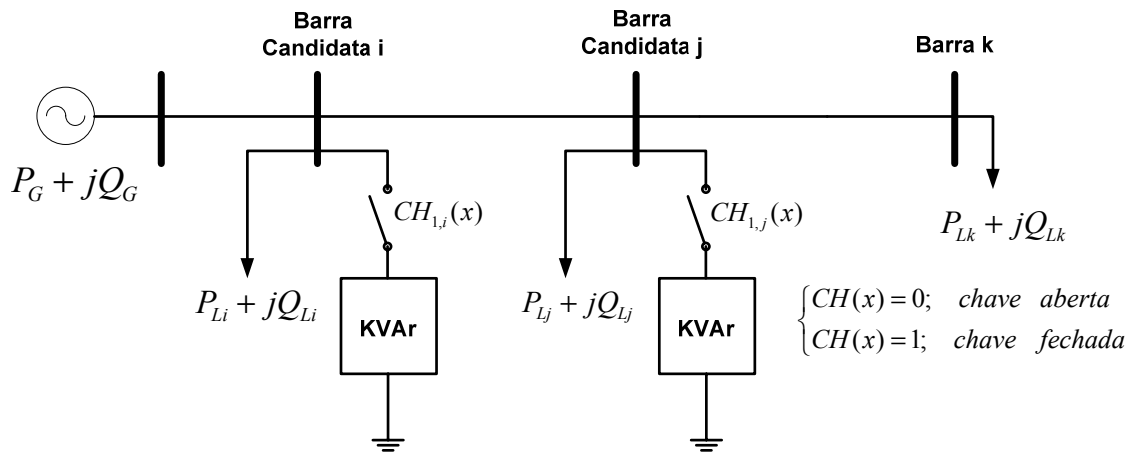 Barra
Candidata i
Barra
Candidata j
Barra k
P_G + jQ_G
CH_{1,i}(x)
CH_{1,j}(x)
P_{Lk} + jQ_{Lk}
P_{Li} + jQ_{Li}
KVAr
P_{Lj} + jQ_{Lj}
KVAr
{CH(x) = 0; chave aberta
CH(x) = 1; chave fechada